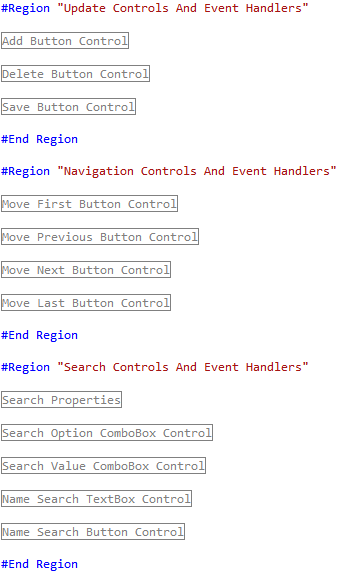 #Region "Update Controls And Event Handlers"
Add Button Control
Delete Button Control
Save Button Control
#End Region
#Region "Navigation Controls And Event Handlers"
Move First Button Control
Move Previous Button Control
Move Next Button Control
Move Last Button Control
#End Region
#Region "Search Controls And Event Handlers"
Search Properties
Search Option ComboBox Control
Search Value ComboBox Control
Name Search TextBox Control
Name Search Button Control
#End Region